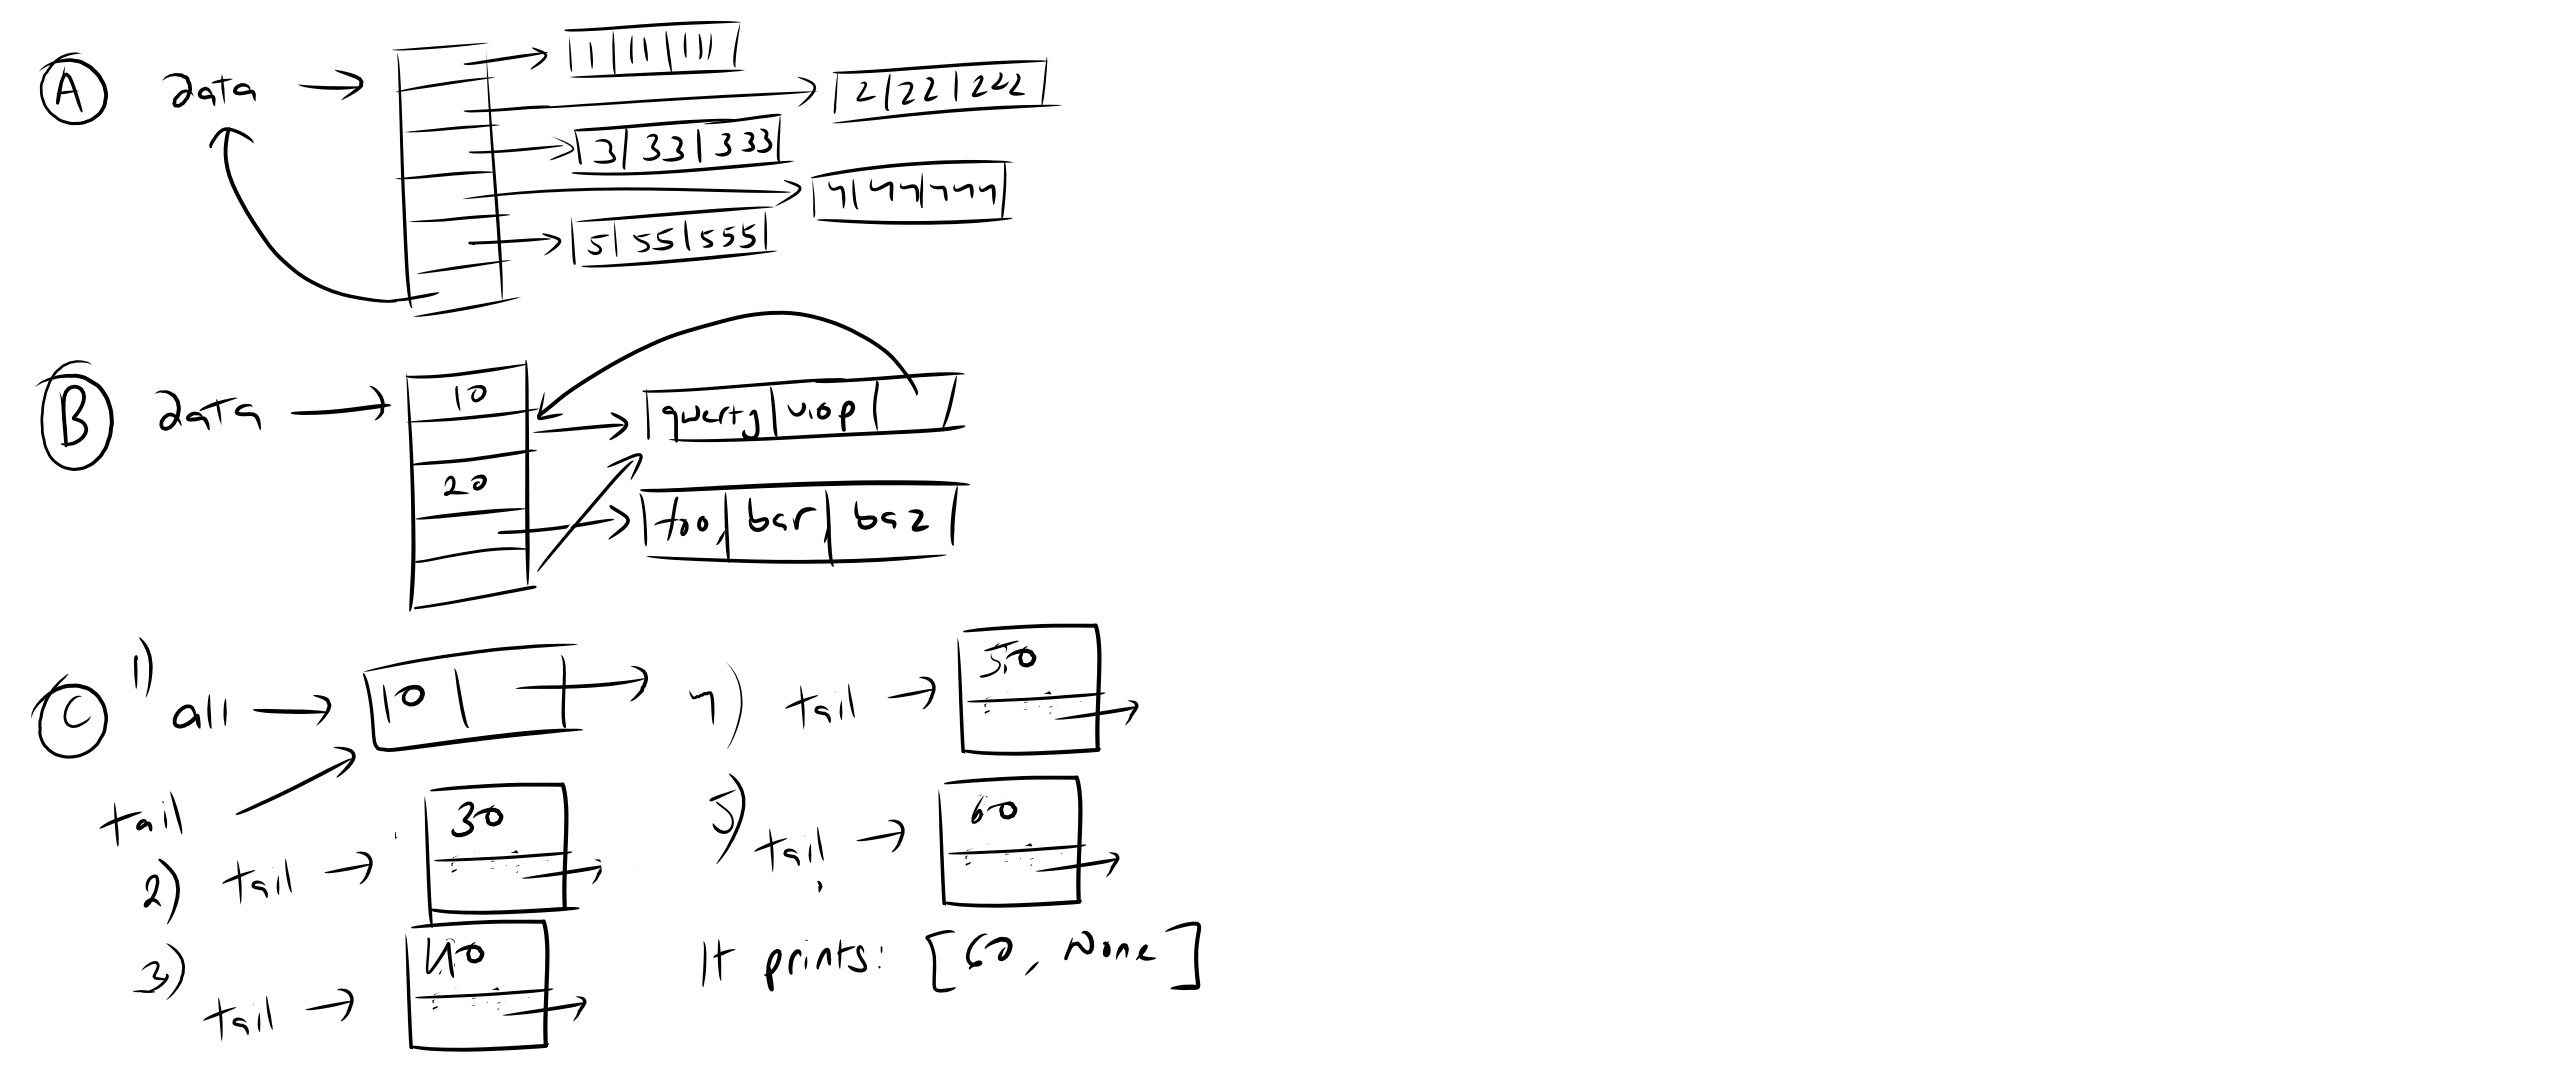 A data
1 11 111
2 22 222
3 33 333
4 44 444
5 55 555
B data
10
qwerty uiop
20
foo, bar, baz
C 1) all 10
tail
2) tail 30
3) tail 40
4) tail 50
5) tail 60
It prints: [60, None]